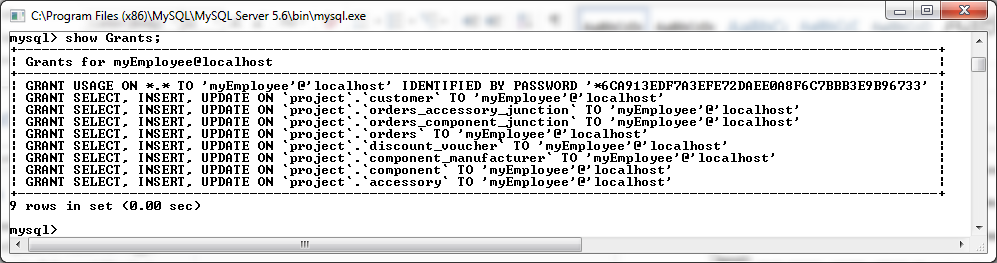 C:\Program Files (x86)\MySQL\MySQL Server 5.6\bin\mysql.exe
mysql> show Grants;
+-----------------------------------------------------------------------------------------------------------------+
| Grants for myEmployee@localhost
+-----------------------------------------------------------------------------------------------------------------+
| GRANT USAGE ON *.* TO 'myEmployee'@'localhost' IDENTIFIED BY PASSWORD '*6CA913EDF7A3EFE72DAEE0A8F6C7BBB3E9B96733' |
| GRANT SELECT, INSERT, UPDATE ON `project`.`customer` TO 'myEmployee'@'localhost' |
| GRANT SELECT, INSERT, UPDATE ON `project`.`orders_accessory_junction` TO 'myEmployee'@'localhost' |
| GRANT SELECT, INSERT, UPDATE ON `project`.`orders_component_junction` TO 'myEmployee'@'localhost' |
| GRANT SELECT, INSERT, UPDATE ON `project`.`orders` TO 'myEmployee'@'localhost' |
| GRANT SELECT, INSERT, UPDATE ON `project`.`discount_voucher` TO 'myEmployee'@'localhost' |
| GRANT SELECT, INSERT, UPDATE ON `project`.`component_manufacturer` TO 'myEmployee'@'localhost' |
| GRANT SELECT, INSERT, UPDATE ON `project`.`component` TO 'myEmployee'@'localhost' |
| GRANT SELECT, INSERT, UPDATE ON `project`.`accessory` TO 'myEmployee'@'localhost' |
+-----------------------------------------------------------------------------------------------------------------+
9 rows in set (0.00 sec)
mysql>